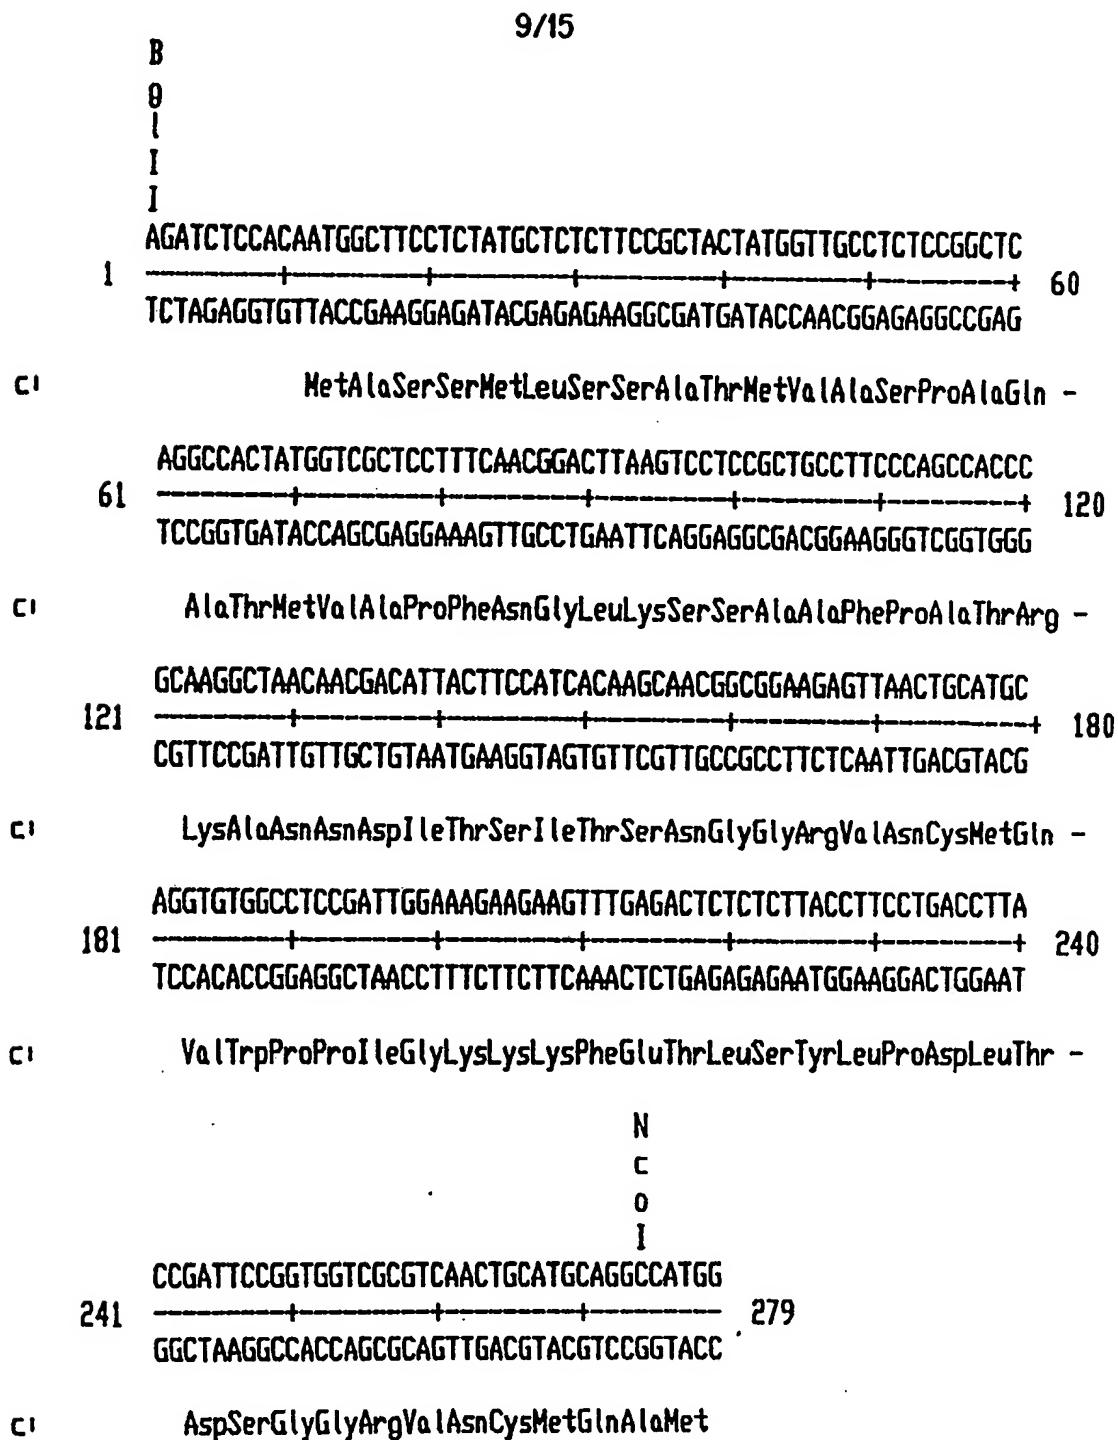 9/15
B
g
l
I
I
AGATCTCCACAATGGCTTCCTCTATGCTCTCTTCCGCTACTATGGTTGCCTCTCCGGCTC
1 ---------+---------+---------+---------+---------+---------+ 60
TCTAGAGGTGTTACCGAAGGAGATACGAGAGAAGGCGATGATACCAACGGAGAGGCCGAG
c: MetAlaSerSerMetLeuSerSerAlaThrMetValAlaSerProAlaGln -
AGGCCACTATGGTCGCTCCTTTCAACGGACTTAAGTCCTCCGCTGCCTTCCCAGCCACCC
61 ---------+---------+---------+---------+---------+---------+ 120
TCCGGTGATACCAGCGAGGAAAGTTGCCTGAATTCAGGAGGCGACGGAAGGGTCGGTGGG
c: AlaThrMetValAlaProPheAsnGlyLeuLysSerSerAlaAlaPheProAlaThrArg -
GCAAGGCTAACAACGACATTACTTCCATCACAAGCAACGGCGGAAGAGTTAACTGCATGC
121 ---------+---------+---------+---------+---------+---------+ 180
CGTTCCGATTGTTGCTGTAATGAAGGTAGTGTTCGTTGCCGCCTTCTCAATTGACGTACG
c: LysAlaAsnAsnAspIleThrSerIleThrSerAsnGlyGlyArgValAsnCysMetGln -
AGGTGTGGCCTCCGATTGGAAAGAAGAAGTTTGAGACTCTCTCTTACCTTCCTGACCTTA
181 ---------+---------+---------+---------+---------+---------+ 240
TCCACACCGGAGGCTAACCTTTCTTCTTCAAACTCTGAGAGAGAATGGAAGGACTGGAAT
c: ValTrpProProIleGlyLysLysLysPheGluThrLeuSerTyrLeuProAspLeuThr -
N
c
o
I
CCGATTCCGGTGGTCGCGTCAACTGCATGCAGGCCATGG
241 ---------+---------+---------+--------- 279
GGCTAAGGCCACCAGCGCAGTTGACGTACGTCCGGTACC
c: AspSerGlyGlyArgValAsnCysMetGlnAlaMet